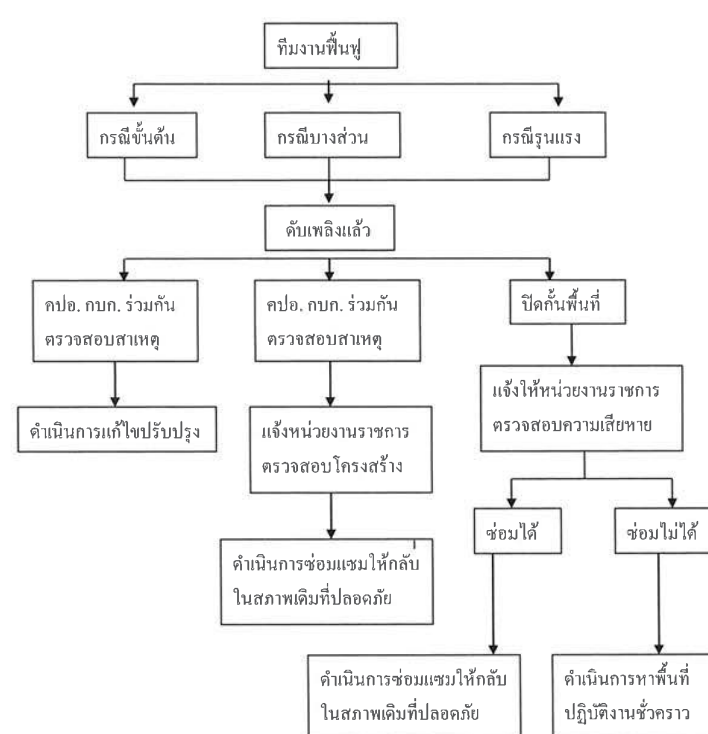 ทีมงานฟื้นฟู
กรณีขั้นต้น
กรณีบางส่วน
กรณีรุนแรง
ดับเพลิงแล้ว
คปอ. กบก. ร่วมกัน
ตรวจสอบสาเหตุ
คปอ. กบก. ร่วมกัน
ตรวจสอบสาเหตุ
ปิดกั้นพื้นที่
ดำเนินการแก้ไขปรับปรุง
แจ้งหน่วยงานราชการ
ตรวจสอบโครงสร้าง
แจ้งให้หน่วยงานราชการ
ตรวจสอบความเสียหาย
ดำเนินการซ่อมแซมให้กลับ
ในสภาพเดิมที่ปลอดภัย
ซ่อมได้
ซ่อมไม่ได้
ดำเนินการซ่อมแซมให้กลับ
ในสภาพเดิมที่ปลอดภัย
ดำเนินการหาพื้นที่
ปฏิบัติงานชั่วคราว